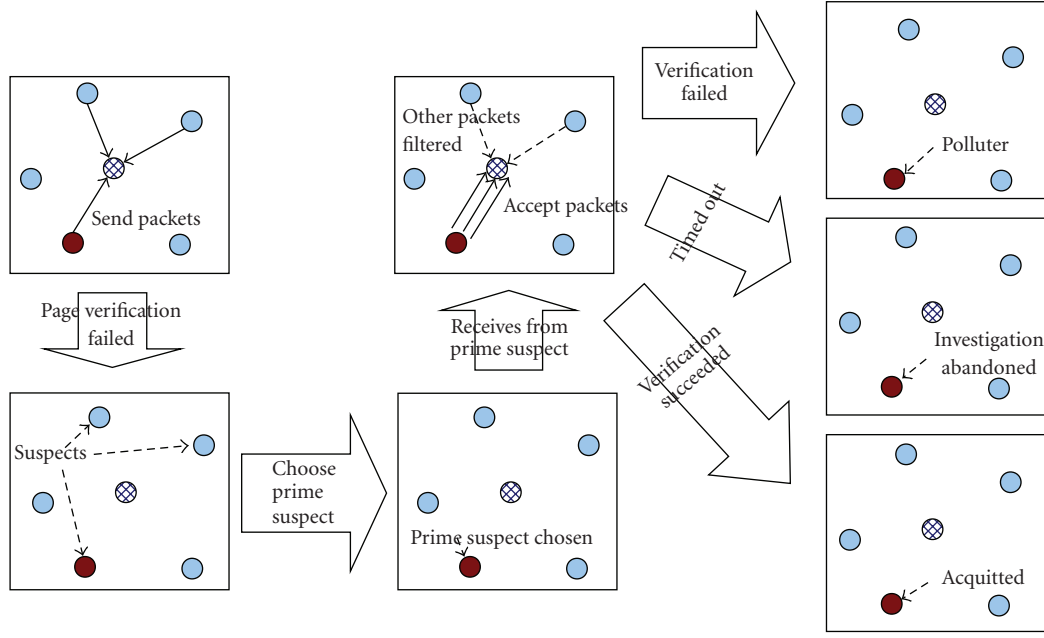 Send packets
Page verification
failed
Suspects
Choose
prime
suspect
Prime suspect chosen
Receives from
prime suspect
Other packets
filtered
Accept packets
Verification
failed
Timed out
Verification
succeeded
Polluter
Investigation
abandoned
Acquitted